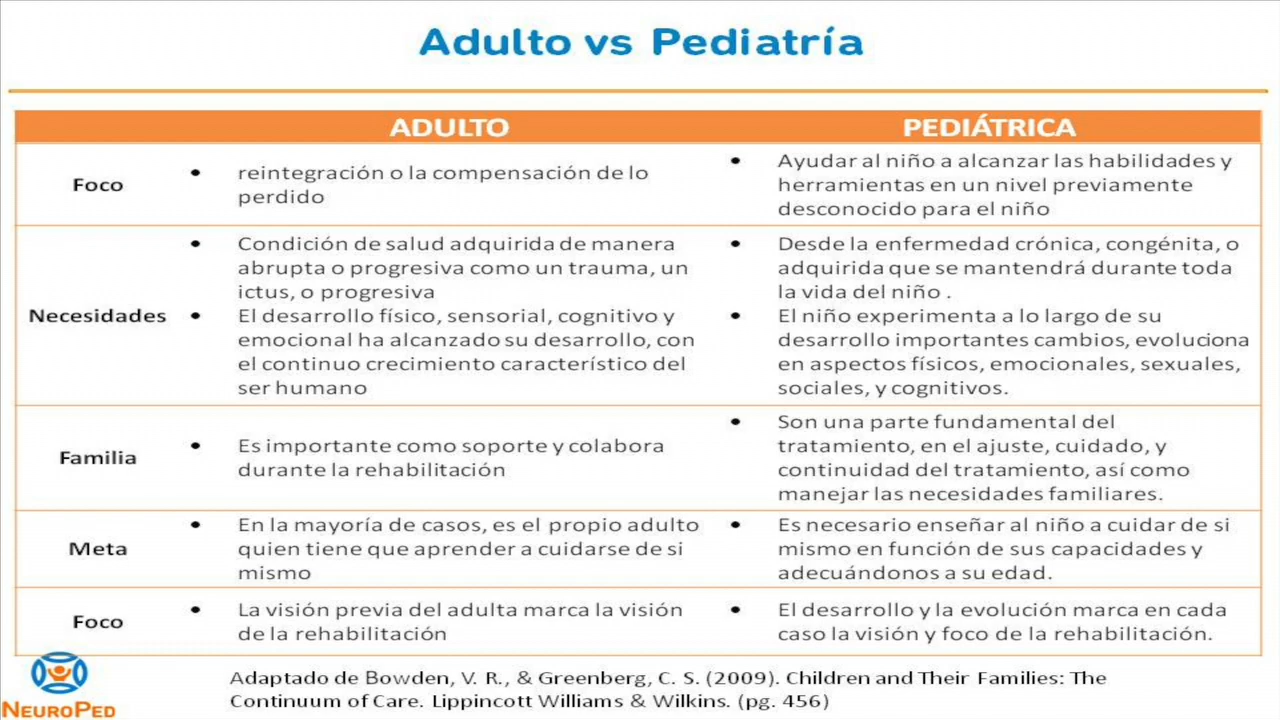 Adulto vs Pediatría
ADULTO
PEDIÁTRICA
Foco
• reintegración o la compensación de lo
perdido
• Ayudar al niño a alcanzar las habilidades y
herramientas en un nivel previamente
desconocido para el niño
Necesidades
• Condición de salud adquirida de manera
abrupta o progresiva como un trauma, un
ictus, o progresiva
• El desarrollo físico, sensorial, cognitivo y
emocional ha alcanzado su desarrollo, con
el continuo crecimiento característico del
ser humano
• Desde la enfermedad crónica, congénita, o
adquirida que se mantendrá durante toda
la vida del niño .
• El niño experimenta a lo largo de su
desarrollo importantes cambios, evoluciona
en aspectos físicos, emocionales, sexuales,
sociales, y cognitivos.
Familia
• Es importante como soporte y colabora
durante la rehabilitación
• Son una parte fundamental del
tratamiento, en el ajuste, cuidado, y
continuidad del tratamiento, así como
manejar las necesidades familiares.
Meta
• En la mayoría de casos, es el propio adulto
quien tiene que aprender a cuidarse de si
mismo
• Es necesario enseñar al niño a cuidar de si
mismo en función de sus capacidades y
adecuándonos a su edad.
Foco
• La visión previa del adulta marca la visión
de la rehabilitación
• El desarrollo y la evolución marca en cada
caso la visión y foco de la rehabilitación.
Adaptado de Bowden, V. R., & Greenberg, C. S. (2009). Children and Their Families: The
Continuum of Care. Lippincott Williams & Wilkins. (pg. 456)
NEUROPED